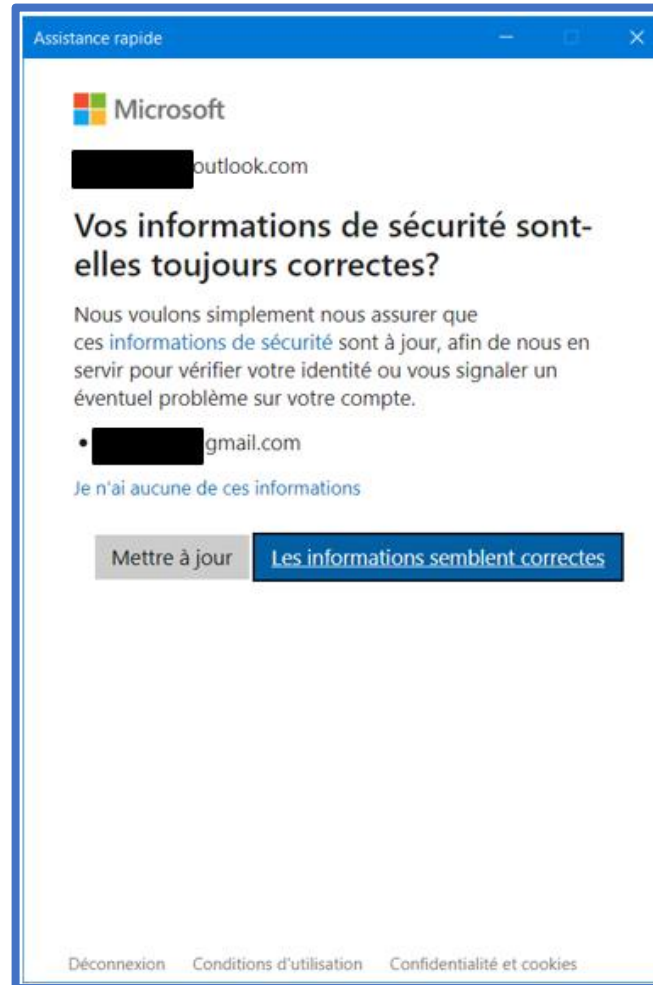 Assistance rapide
Microsoft
outlook.com
Vos informations de sécurité sont-
elles toujours correctes?
Nous voulons simplement nous assurer que
ces informations de sécurité sont à jour, afin de nous en
servir pour vérifier votre identité ou vous signaler un
éventuel problème sur votre compte.
• gmail.com
Je n'ai aucune de ces informations
Mettre à jour Les informations semblent correctes
Déconnexion Conditions d'utilisation Confidentialité et cookies